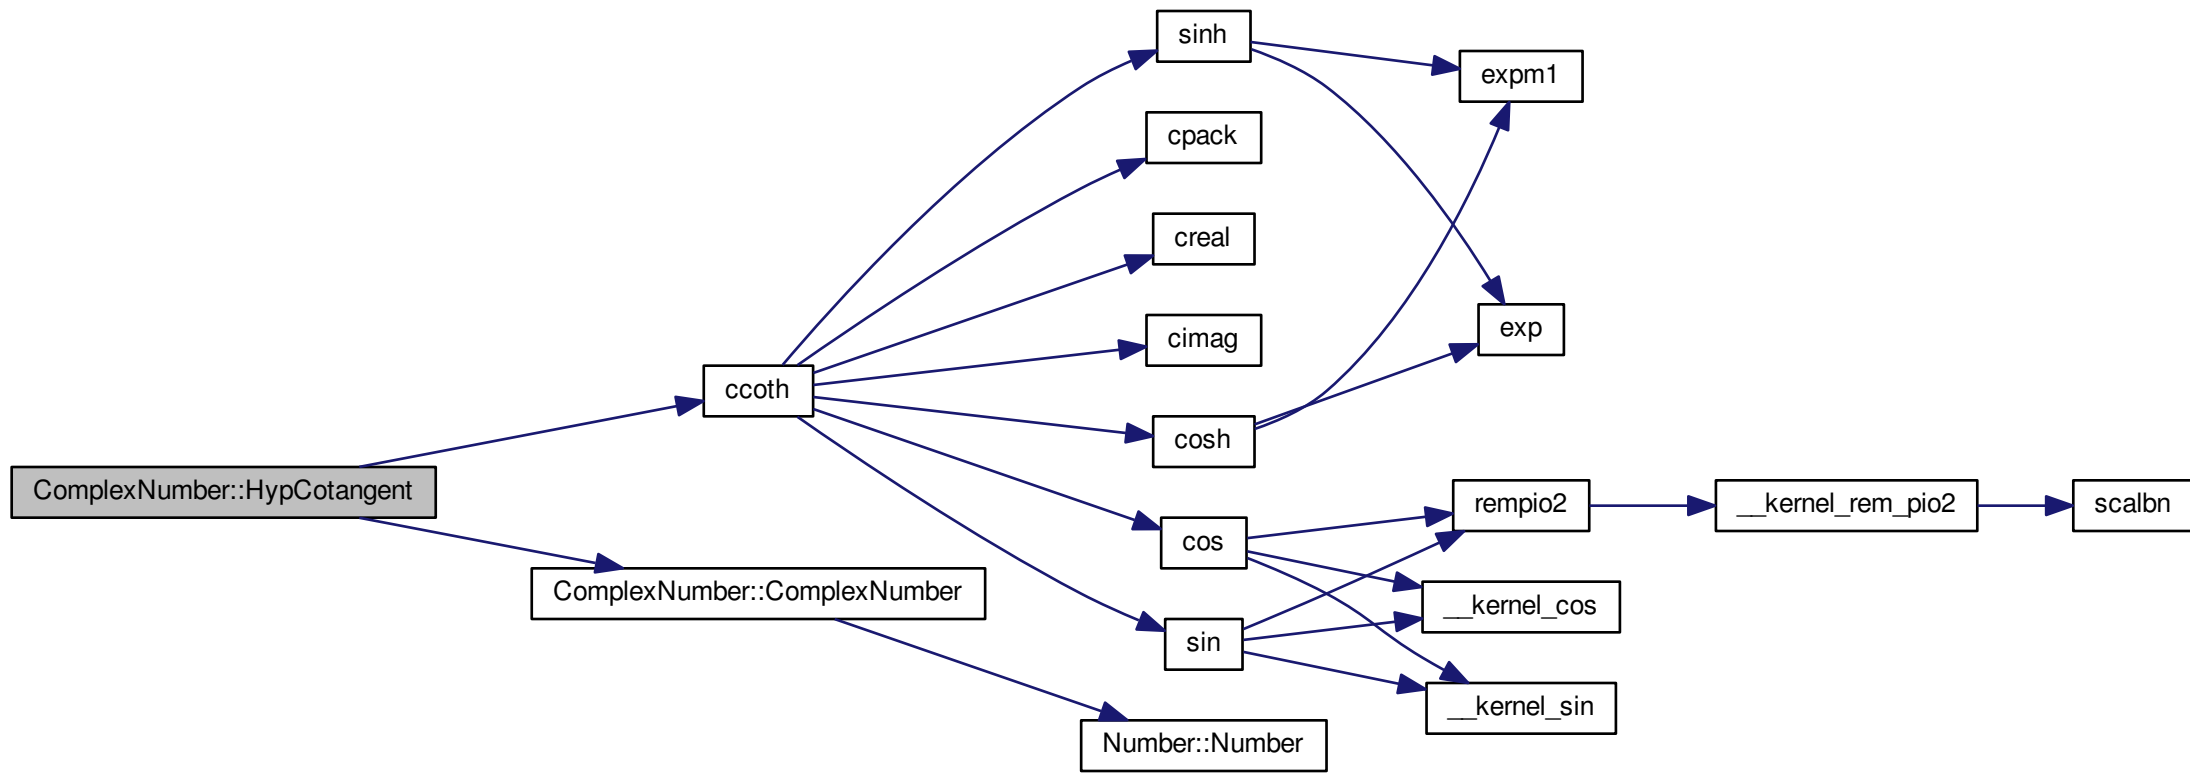 sinh
expm1
cpack
creal
cimag
exp
ccoth
cosh
ComplexNumber::HypCotangent
rempio2
__kernel_rem_pio2
scalbn
cos
ComplexNumber::ComplexNumber
__kernel_cos
sin
__kernel_sin
Number::Number